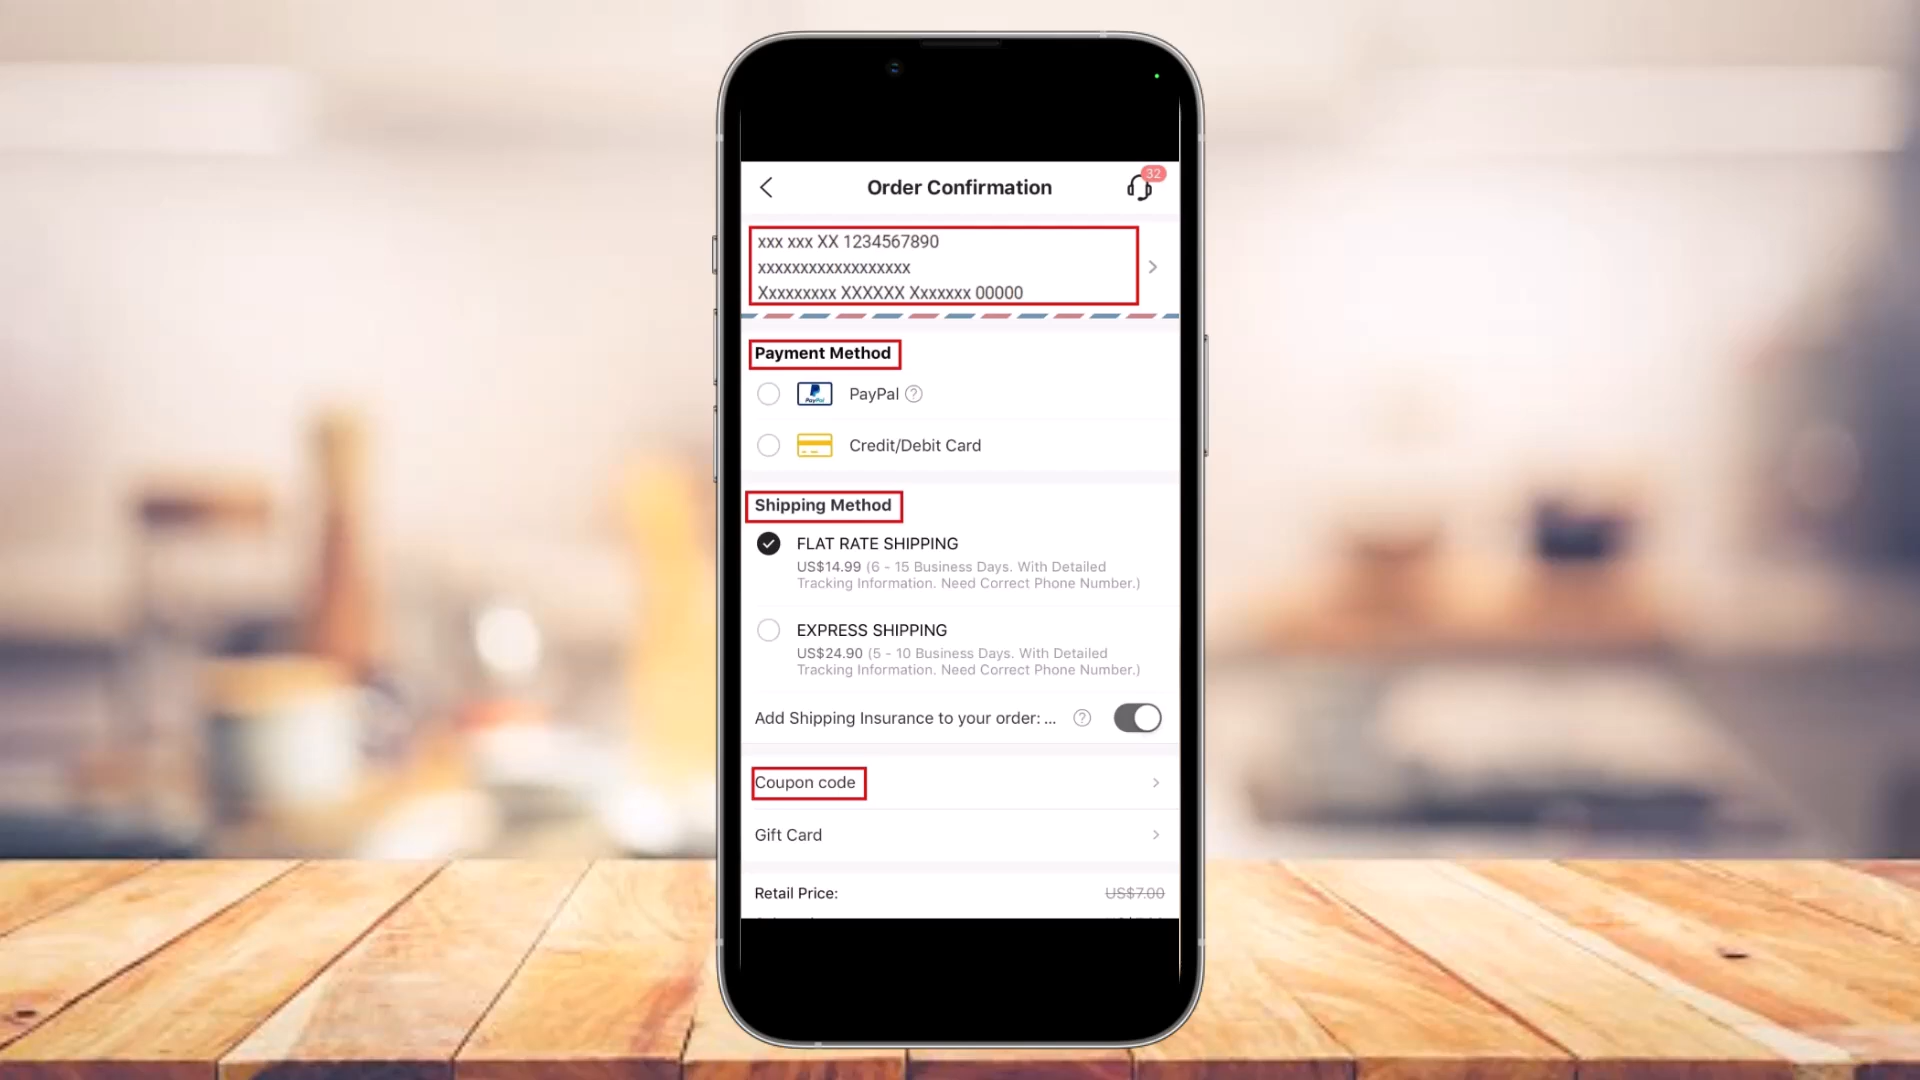 Order Confirmation
32
xxx xxx XX 1234567890
xxxxxxxxxxxxxxxxxx
Xxxxxxxxx XXXXXX Xxxxxxx 00000
Payment Method
PayPal
PayPal ?
Credit/Debit Card
Shipping Method
FLAT RATE SHIPPING
US$14.99 (6 - 15 Business Days. With Detailed
Tracking Information. Need Correct Phone Number.)
EXPRESS SHIPPING
US$24.90 (5 - 10 Business Days. With Detailed
Tracking Information. Need Correct Phone Number.)
Add Shipping Insurance to your order: ... ?
Coupon code
Gift Card
Retail Price: US$7.00